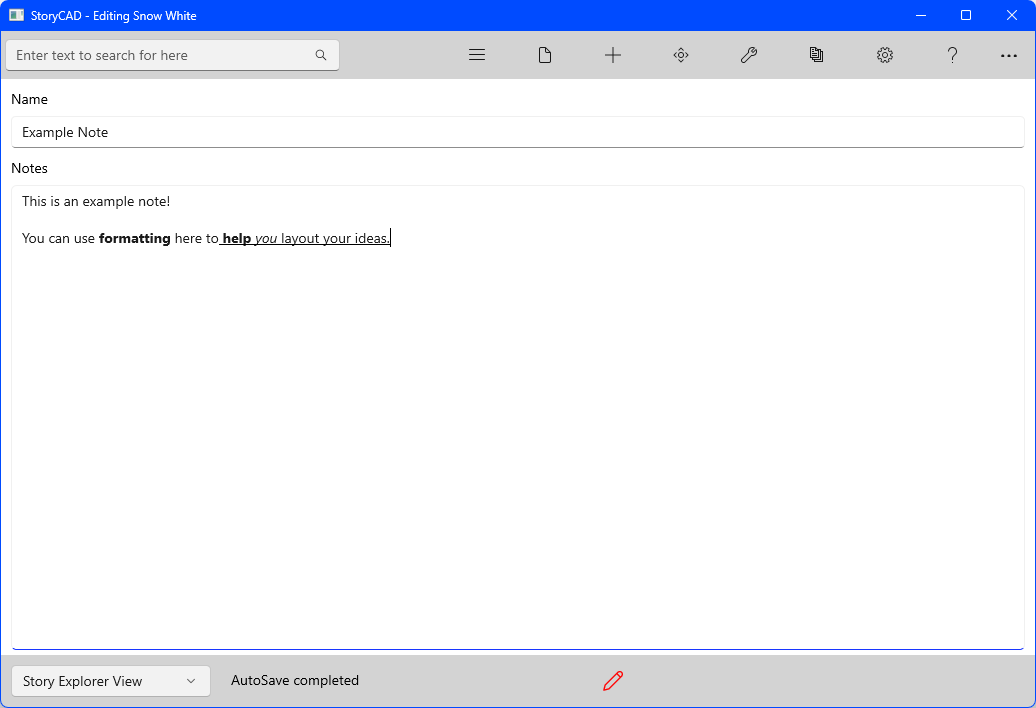 StoryCAD - Editing Snow White
Enter text to search for here
Name
Example Note
Notes
This is an example note!
You can use formatting here to help you layout your ideas.
Story Explorer View
AutoSave completed